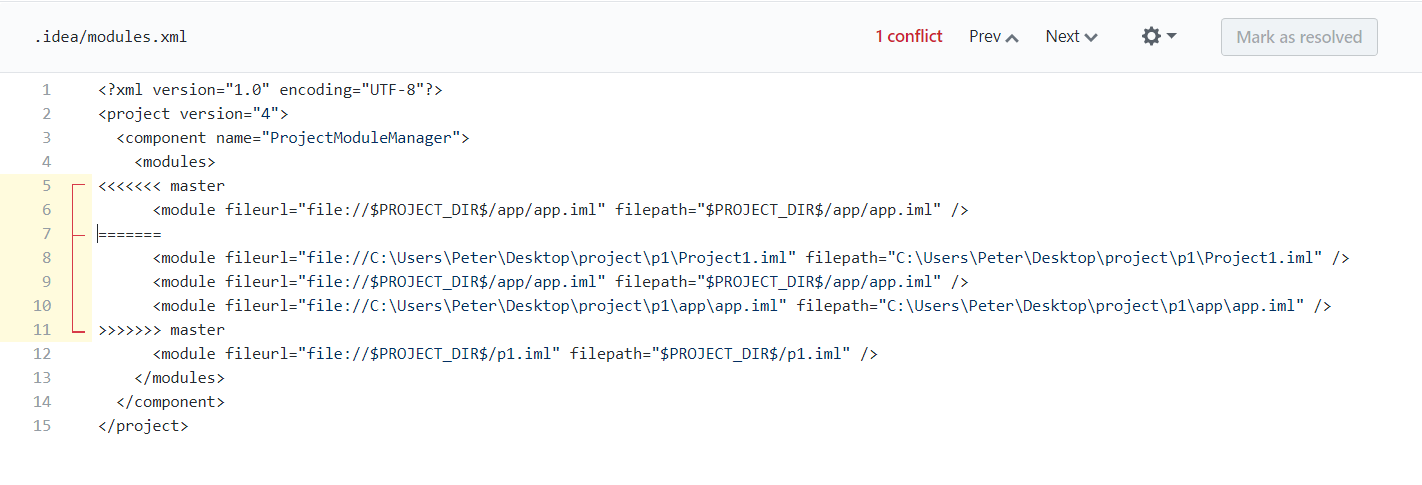 .idea/modules.xml 1 conflict Prev Next Mark as resolved
1 <?xml version="1.0" encoding="UTF-8"?>
2 <project version="4">
3 <component name="ProjectModuleManager">
4 <modules>
5 <<<<<<< master
6 <module fileurl="file://$PROJECT_DIR$/app/app.iml" filepath="$PROJECT_DIR$/app/app.iml" />
7 =======
8 <module fileurl="file://C:\Users\Peter\Desktop\project\p1\Project1.iml" filepath="C:\Users\Peter\Desktop\project\p1\Project1.iml" />
9 <module fileurl="file://$PROJECT_DIR$/app/app.iml" filepath="$PROJECT_DIR$/app/app.iml" />
10 <module fileurl="file://C:\Users\Peter\Desktop\project\p1\app\app.iml" filepath="C:\Users\Peter\Desktop\project\p1\app\app.iml" />
11 >>>>>>> master
12 <module fileurl="file://$PROJECT_DIR$/p1.iml" filepath="$PROJECT_DIR$/p1.iml" />
13 </modules>
14 </component>
15 </project>